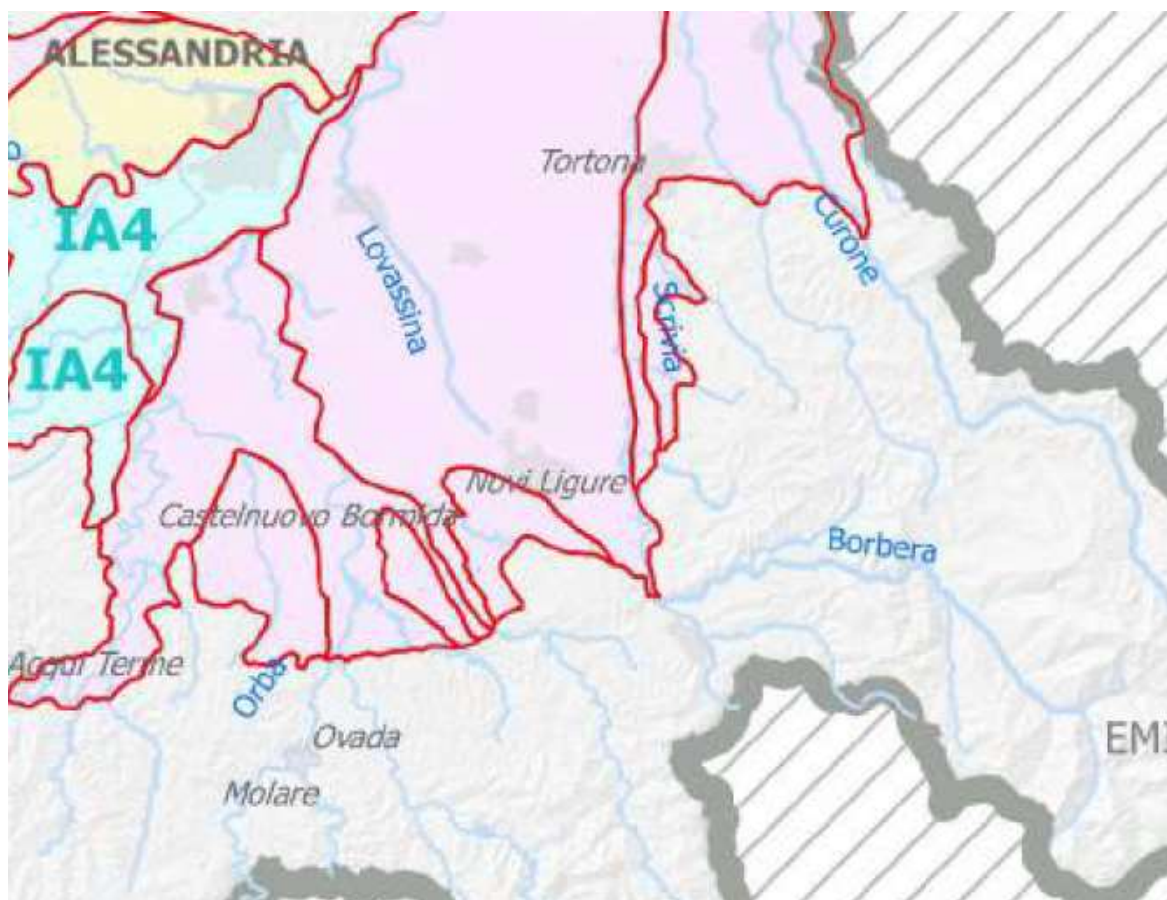 ALESSANDRIA
Tortona
IA4
Curone
Lovassina
Scrivia
IA4
Novi Ligure
Castelnuovo Bormida
Borbera
Acqui Terme
Orba
Ovada
EMI
Molare